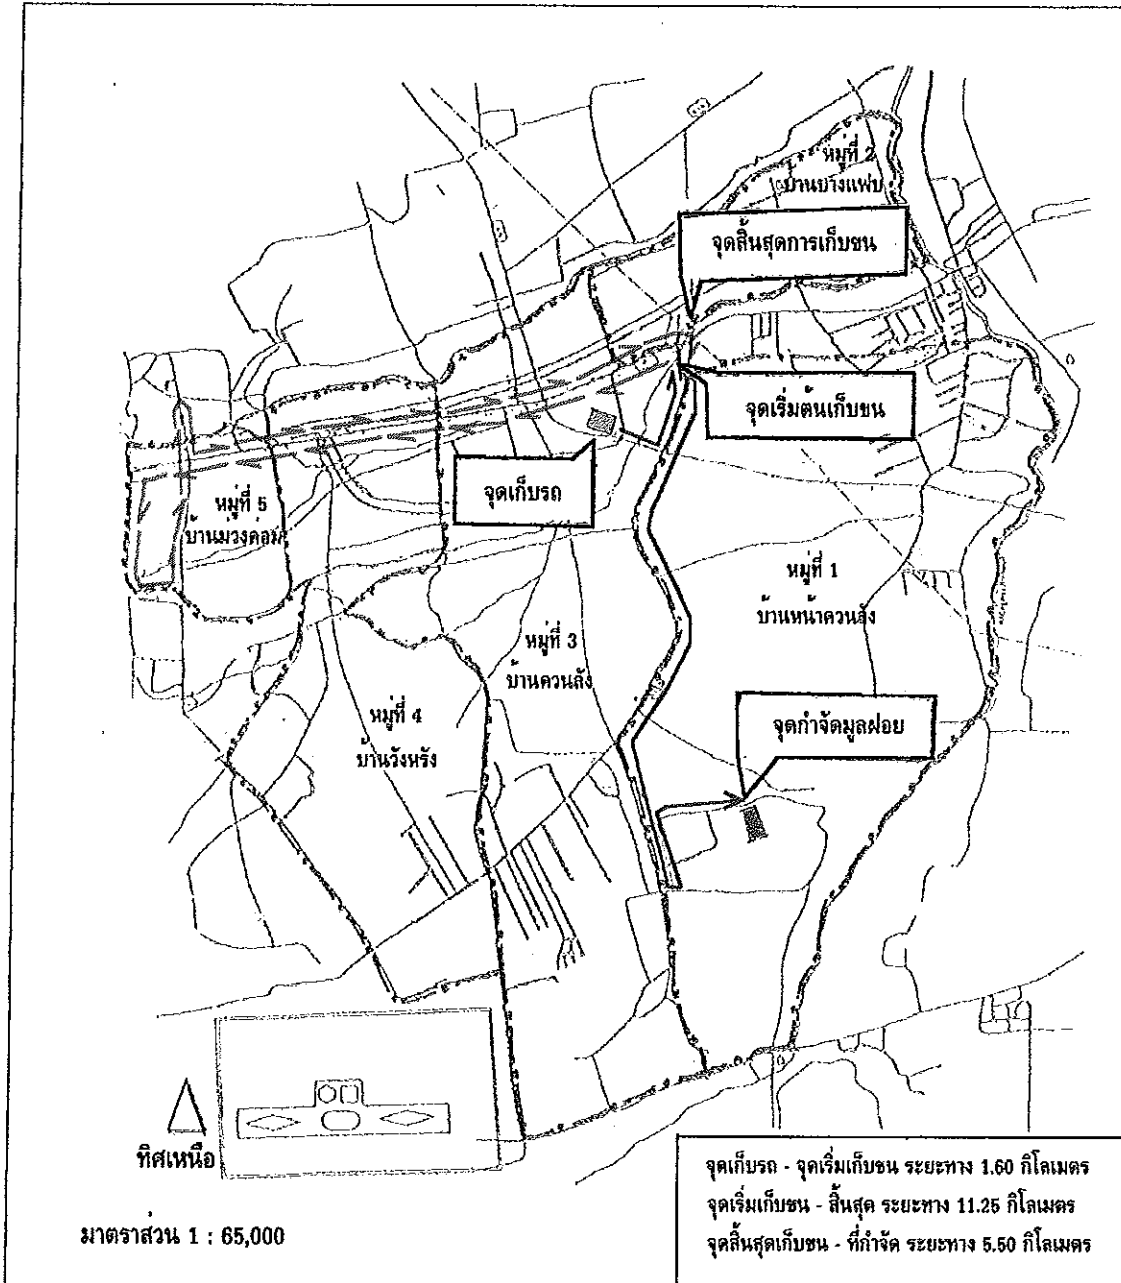 หมู่ที่ 2
บ้านบางแฟบ
จุดสิ้นสุดการเก็บขน
จุดเริ่มต้นเก็บขน
จุดเก็บรถ
หมู่ที่ 5
บ้านม่วงค่อม
หมู่ที่ 1
บ้านหน้าควนลัง
หมู่ที่ 3
บ้านควนลัง
จุดกำจัดมูลฝอย
หมู่ที่ 4
บ้านวังหรัง
ทิศเหนือ
จุดเก็บรถ - จุดเริ่มเก็บขน ระยะทาง 1.60 กิโลเมตร
จุดเริ่มเก็บขน - สิ้นสุด ระยะทาง 11.25 กิโลเมตร
จุดสิ้นสุดเก็บขน - ที่กำจัด ระยะทาง 5.50 กิโลเมตร
มาตราส่วน 1 : 65,000